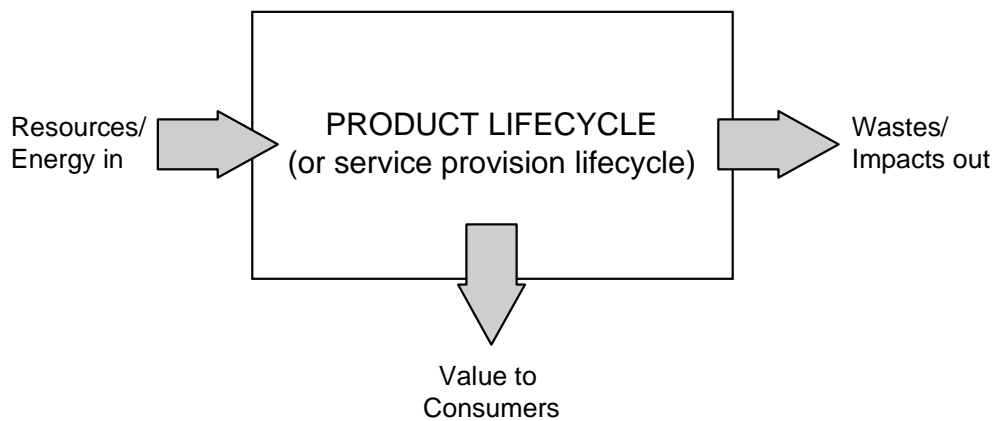 PRODUCT LIFECYCLE
(or service provision lifecycle)
Resources/
Energy in
Wastes/
Impacts out
Value to
Consumers